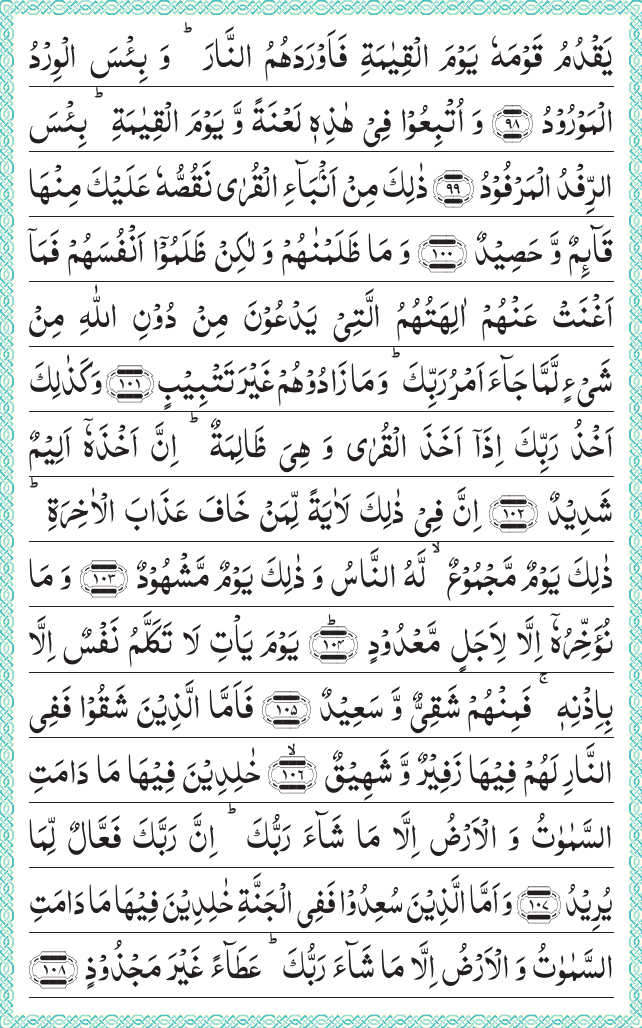 یَقۡدُمُ قَوۡمَہٗ یَوۡمَ الۡقِیٰمَۃِ فَاَوۡرَدَہُمُ النَّارَ ؕ وَ بِئۡسَ الۡوِرۡدُ
الۡمَوۡرُوۡدُ ﴿۹۸﴾ وَ اُتۡبِعُوۡا فِیۡ ہٰذِہٖ لَعۡنَۃً وَّ یَوۡمَ الۡقِیٰمَۃِ ؕ بِئۡسَ
الرِّفۡدُ الۡمَرۡفُوۡدُ ﴿۹۹﴾ ذٰلِکَ مِنۡ اَنۡۢبَآءِ الۡقُرٰی نَقُصُّہٗ عَلَیۡکَ مِنۡہَا
قَآئِمٌ وَّ حَصِیۡدٌ ﴿۱۰۰﴾ وَ مَا ظَلَمۡنٰہُمۡ وَ لٰکِنۡ ظَلَمُوۡۤا اَنۡفُسَہُمۡ فَمَاۤ
اَغۡنَتۡ عَنۡہُمۡ اٰلِہَتُہُمُ الَّتِیۡ یَدۡعُوۡنَ مِنۡ دُوۡنِ اللّٰہِ مِنۡ
شَیۡءٍ لَّمَّا جَآءَ اَمۡرُ رَبِّکَ ؕ وَ مَا زَادُوۡہُمۡ غَیۡرَ تَتۡبِیۡبٍ ﴿۱۰۱﴾ وَ کَذٰلِکَ
اَخۡذُ رَبِّکَ اِذَاۤ اَخَذَ الۡقُرٰی وَ ہِیَ ظَالِمَۃٌ ؕ اِنَّ اَخۡذَہٗۤ اَلِیۡمٌ
شَدِیۡدٌ ﴿۱۰۲﴾ اِنَّ فِیۡ ذٰلِکَ لَاٰیَۃً لِّمَنۡ خَافَ عَذَابَ الۡاٰخِرَۃِ ؕ
ذٰلِکَ یَوۡمٌ مَّجۡمُوۡعٌ ۙ لَّہُ النَّاسُ وَ ذٰلِکَ یَوۡمٌ مَّشۡہُوۡدٌ ﴿۱۰۳﴾ وَ مَا
نُؤَخِّرُہٗۤ اِلَّا لِاَجَلٍ مَّعۡدُوۡدٍ ﴿۱۰۴﴾ؕ یَوۡمَ یَاۡتِ لَا تَکَلَّمُ نَفۡسٌ اِلَّا
بِاِذۡنِہٖ ۚ فَمِنۡہُمۡ شَقِیٌّ وَّ سَعِیۡدٌ ﴿۱۰۵﴾ فَاَمَّا الَّذِیۡنَ شَقُوۡا فَفِی
النَّارِ لَہُمۡ فِیۡہَا زَفِیۡرٌ وَّ شَہِیۡقٌ ﴿۱۰۶﴾ۙ خٰلِدِیۡنَ فِیۡہَا مَا دَامَتِ
السَّمٰوٰتُ وَ الۡاَرۡضُ اِلَّا مَا شَآءَ رَبُّکَ ؕ اِنَّ رَبَّکَ فَعَّالٌ لِّمَا
یُرِیۡدُ ﴿۱۰۷﴾ وَ اَمَّا الَّذِیۡنَ سُعِدُوۡا فَفِی الۡجَنَّۃِ خٰلِدِیۡنَ فِیۡہَا مَا دَامَتِ
السَّمٰوٰتُ وَ الۡاَرۡضُ اِلَّا مَا شَآءَ رَبُّکَ ؕ عَطَآءً غَیۡرَ مَجۡذُوۡذٍ ﴿۱۰۸﴾